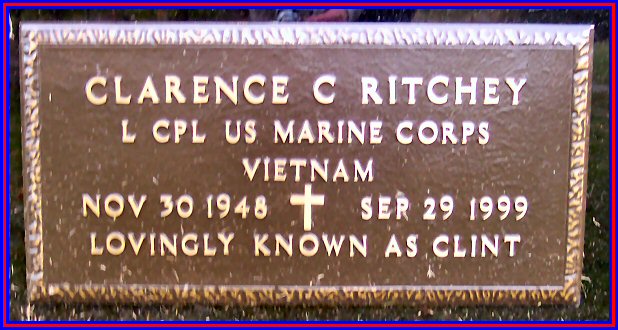 CLARENCE C RITCHEY
L CPL US MARINE CORPS
VIETNAM
NOV 30 1948 SEP 29 1999
LOVINGLY KNOWN AS CLINT